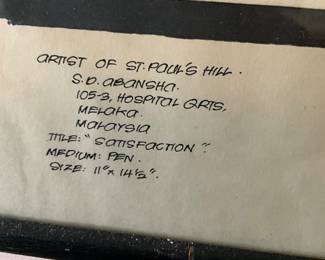 ARTIST OF ST. PAUL'S HILL.
S.D. ABANSHA.
105-3, HOSPITAL QRTS,
MELAKA.
MALAYSIA
TITLE: "SATISFACTION".
MEDIUM: PEN.
SIZE: 11" x 14½".